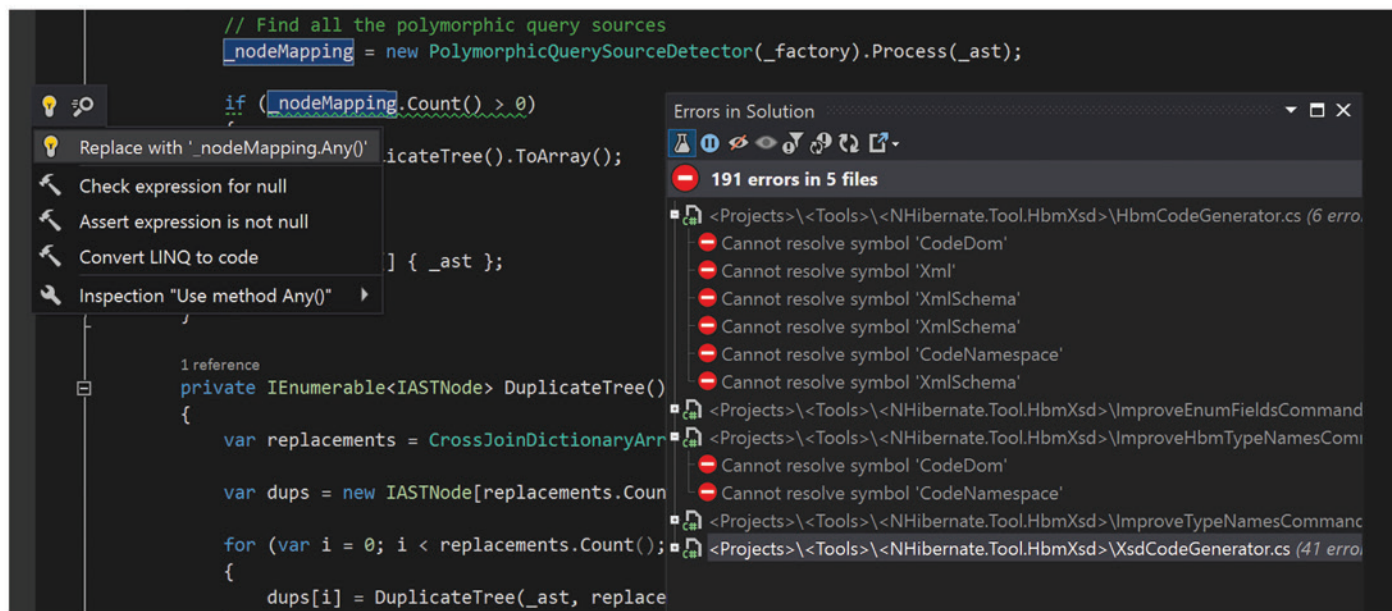 // Find all the polymorphic query sources
_nodeMapping = new PolymorphicQuerySourceDetector(_factory).Process(_ast);
if (_nodeMapping.Count() > 0)
{
Replace with '_nodeMapping.Any()'
icateTree().ToArray();
Check expression for null
Assert expression is not null
Convert LINQ to code
] { _ast };
Inspection "Use method Any()"
}
1 reference
private IEnumerable<IASTNode> DuplicateTree()
{
var replacements = CrossJoinDictionaryArr
var dups = new IASTNode[replacements.Coun
for (var i = 0; i < replacements.Count();
{
dups[i] = DuplicateTree(_ast, replace
Errors in Solution
191 errors in 5 files
C# <Projects>\<Tools>\<NHibernate.Tool.HbmXsd>\HbmCodeGenerator.cs (6 erro
Cannot resolve symbol 'CodeDom'
Cannot resolve symbol 'Xml'
Cannot resolve symbol 'XmlSchema'
Cannot resolve symbol 'XmlSchema'
Cannot resolve symbol 'CodeNamespace'
Cannot resolve symbol 'XmlSchema'
C# <Projects>\<Tools>\<NHibernate.Tool.HbmXsd>\ImproveEnumFieldsCommand
C# <Projects>\<Tools>\<NHibernate.Tool.HbmXsd>\ImproveHbmTypeNamesCom
Cannot resolve symbol 'CodeDom'
Cannot resolve symbol 'CodeNamespace'
C# <Projects>\<Tools>\<NHibernate.Tool.HbmXsd>\ImproveTypeNamesCommanc
C# <Projects>\<Tools>\<NHibernate.Tool.HbmXsd>\XsdCodeGenerator.cs (41 erro